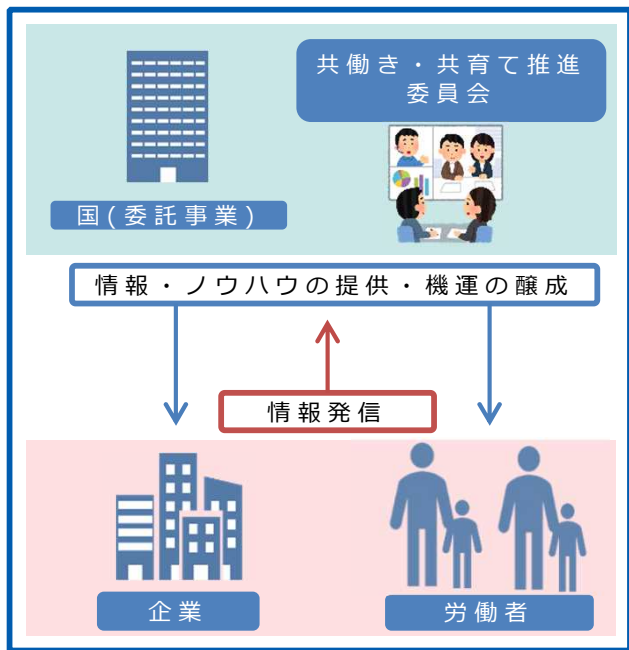 共働き・共育て推進
委員会
国(委託事業)
情報・ノウハウの提供・機運の醸成
情報発信
企業
労働者